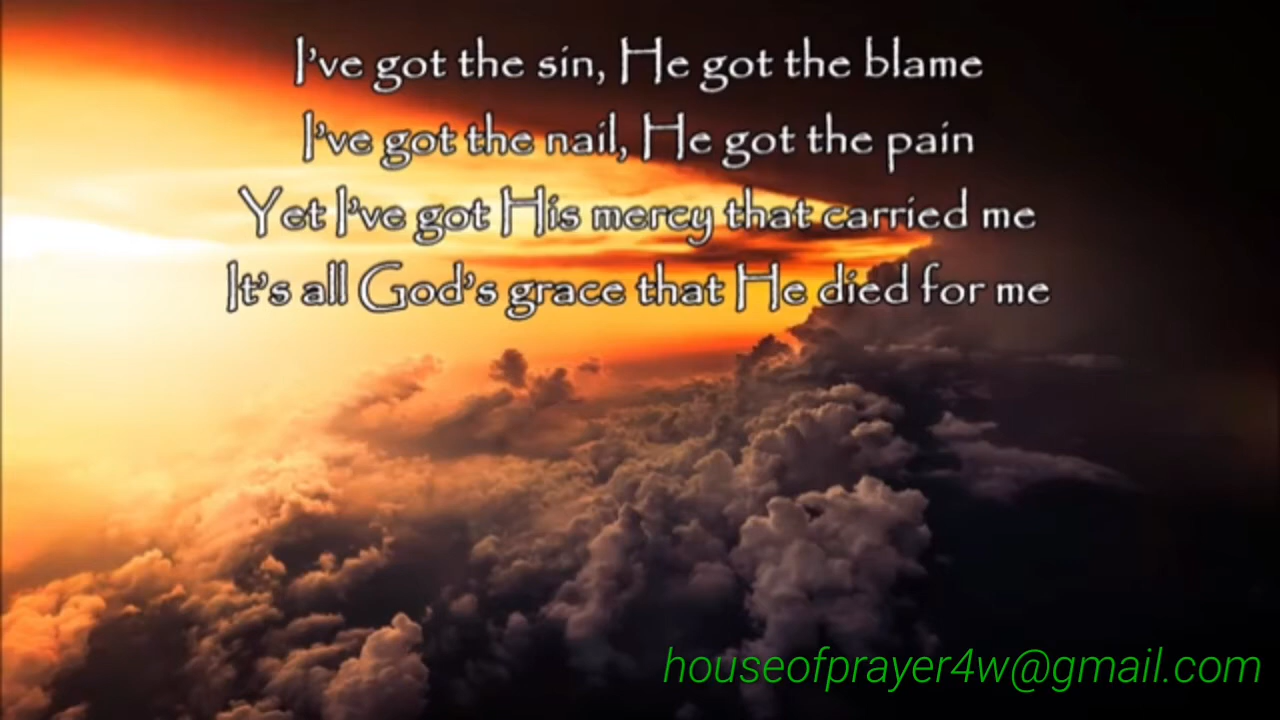 I've got the sin, He got the blame
I've got the nail, He got the pain
Yet I've got His mercy that carried me
It's all God's grace that He died for me
houseofprayer4w@gmail.com